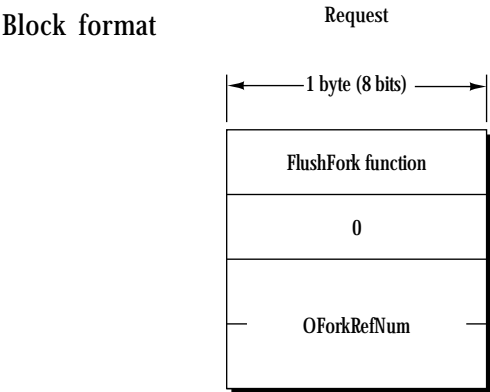 Block format
Request
1 byte (8 bits)
FlushFork function
0
OForkRefNum